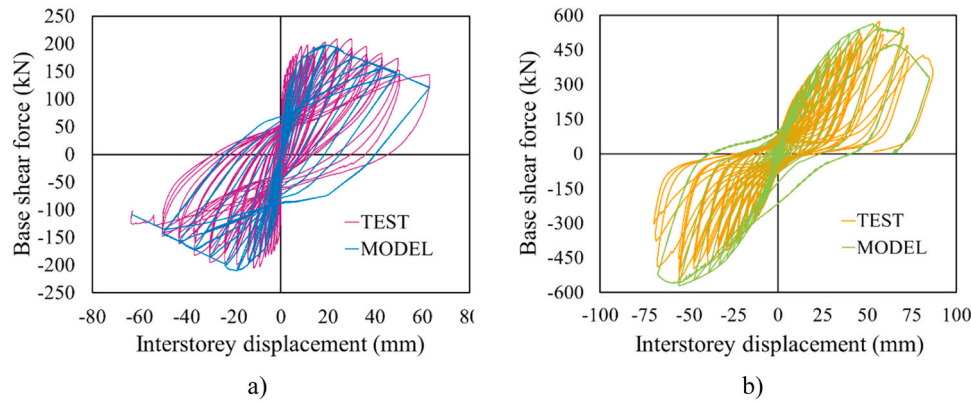 250
200
150
100
50
0
-50
-100
-150
-200
-250
Base shear force (kN)
TEST
MODEL
-80 -60 -40 -20 0 20 40 60
Interstorey displacement (mm)
a)
600
450
300
150
0
-150
-300
-450
-600
Base shear force (kN)
TEST
MODEL
-100 -75 -50 -25 0 25 50 75 100
Interstorey displacement (mm)
b)